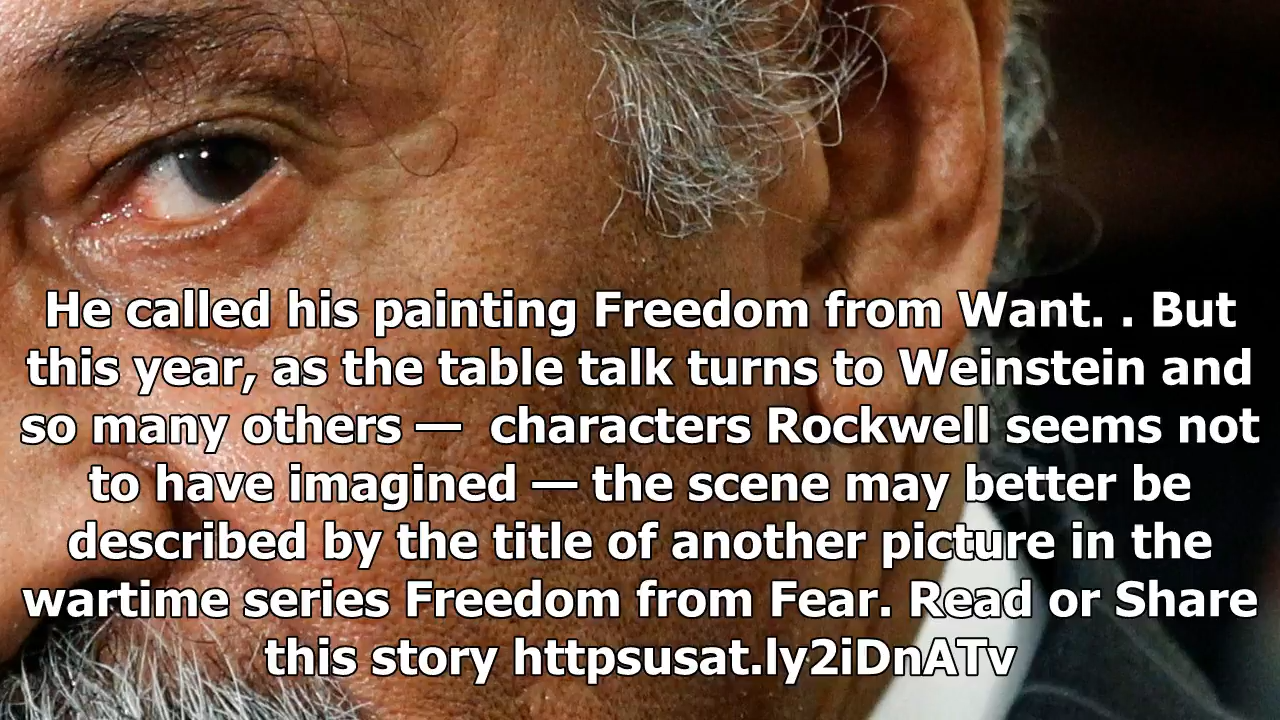 He called his painting Freedom from Want. . But
this year, as the table talk turns to Weinstein and
so many others —  characters Rockwell seems not
to have imagined — the scene may better be
described by the title of another picture in the
wartime series Freedom from Fear. Read or Share
this story httpsusat.ly2iDnATv